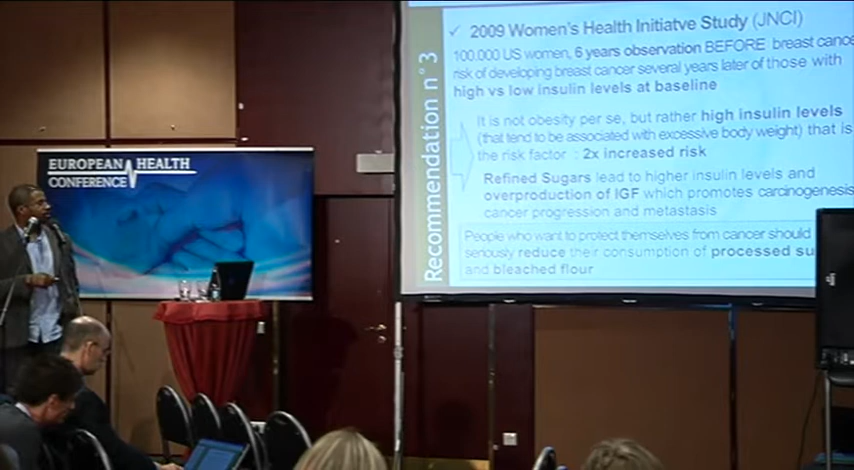 EUROPEAN HEALTH
CONFERENCE
Recommendation n°3
✓ 2009 Women's Health Initiatve Study (JNCI)
100.000 US women, 6 years observation BEFORE breast cance
risk of developing breast cancer several years later of those with
high vs low insulin levels at baseline
It is not obesity per se, but rather high insulin levels
(that tend to be associated with excessive body weight) that is
the risk factor : 2x increased risk
Refined Sugars lead to higher insulin levels and
overproduction of IGF which promotes carcinogenesis,
cancer progression and metastasis
People who want to protect themselves from cancer should
seriously reduce their consumption of processed su
and bleached flour